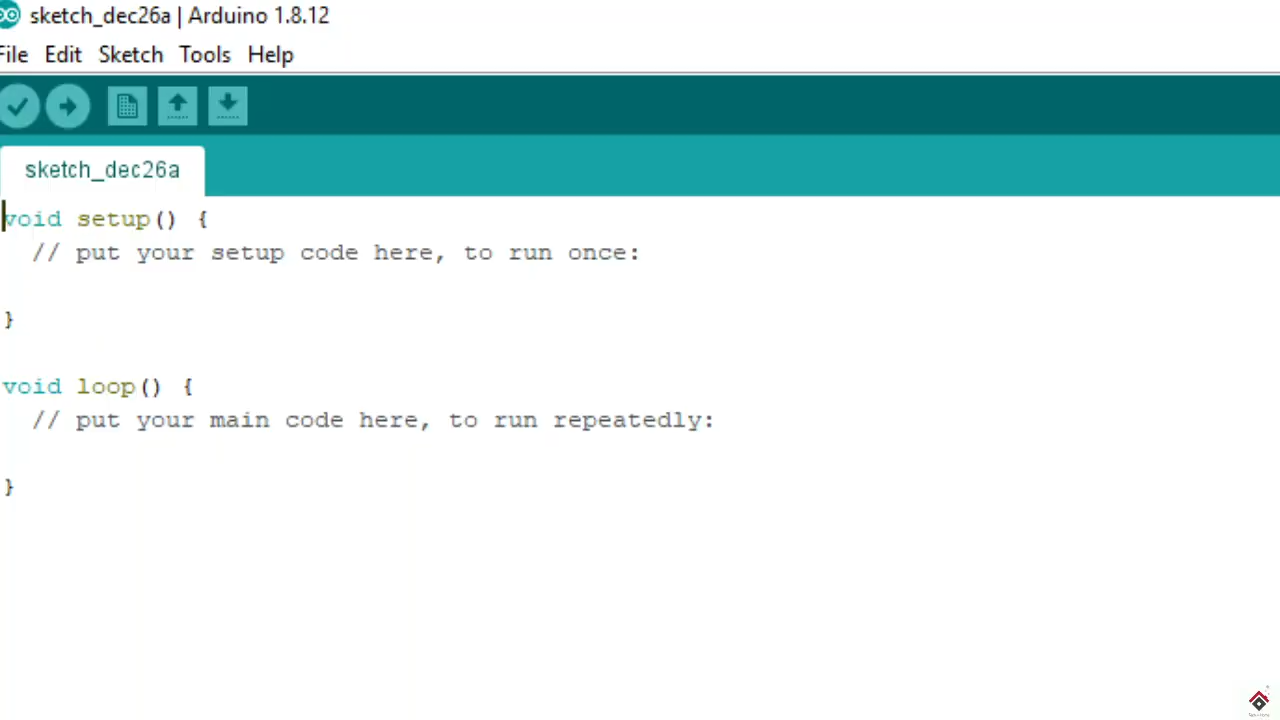 sketch_dec26a | Arduino 1.8.12
File Edit Sketch Tools Help
sketch_dec26a
void setup() {
  // put your setup code here, to run once:
}
void loop() {
  // put your main code here, to run repeatedly:
}